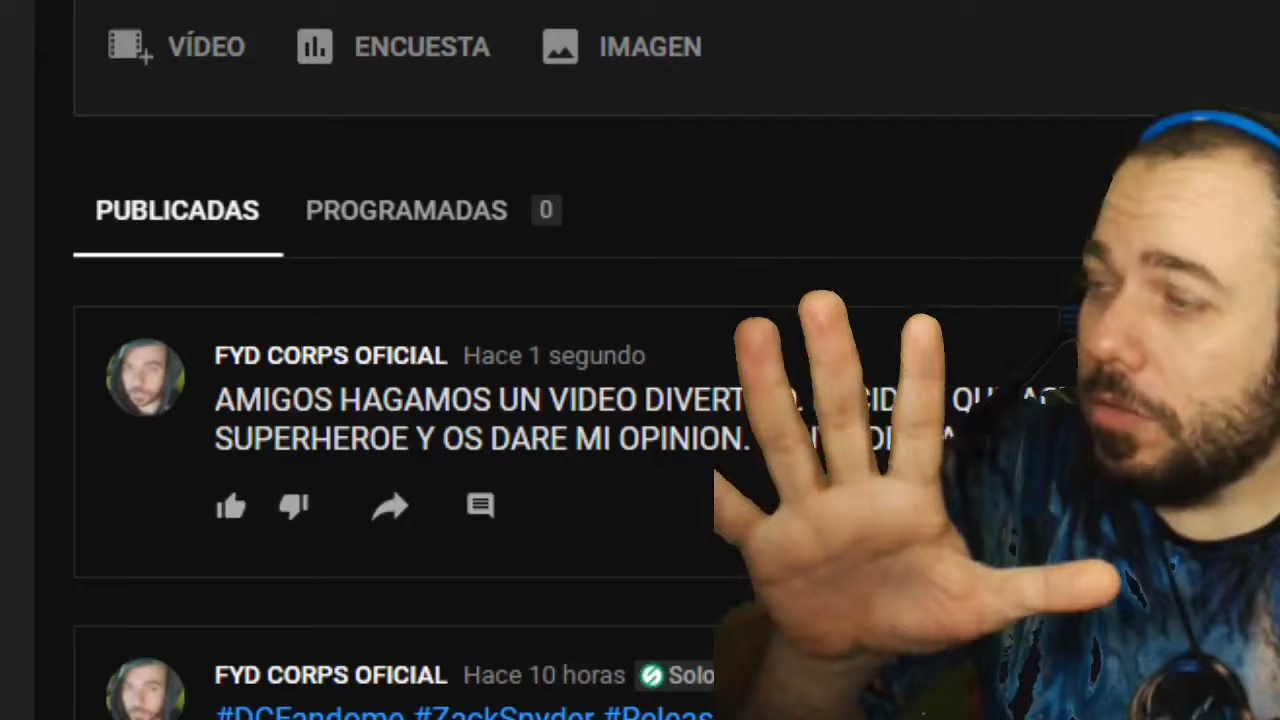 VÍDEO ENCUESTA IMAGEN
PUBLICADAS PROGRAMADAS 0
FYD CORPS OFICIAL Hace 1 segundo
AMIGOS HAGAMOS UN VIDEO
SUPERHEROE Y OS DARE MI OPINION.
FYD CORPS OFICIAL Hace 10 horas Solo
#DCFandome #ZackSnyder